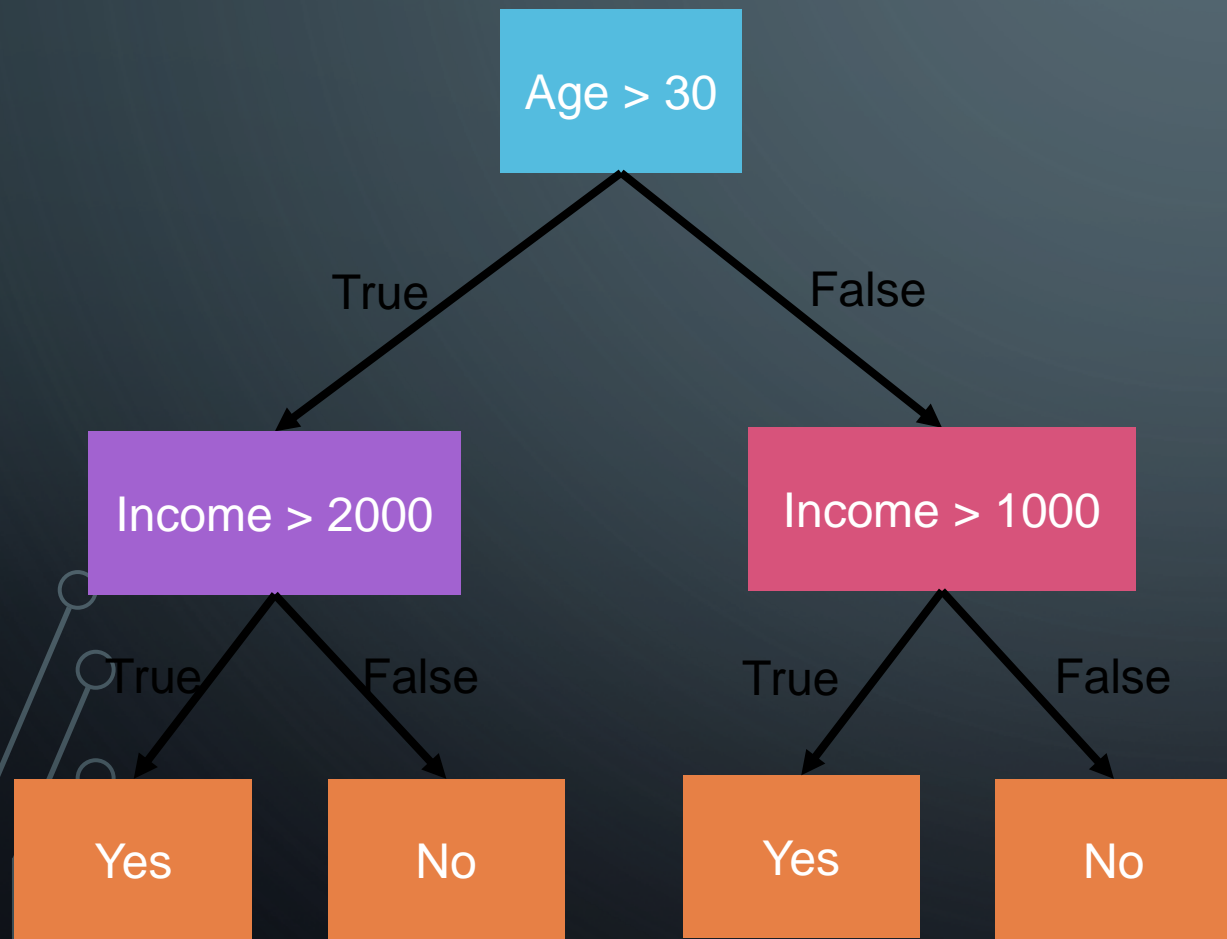 Age > 30
True
False
Income > 2000
Income > 1000
True
False
True
False
Yes
No
Yes
No